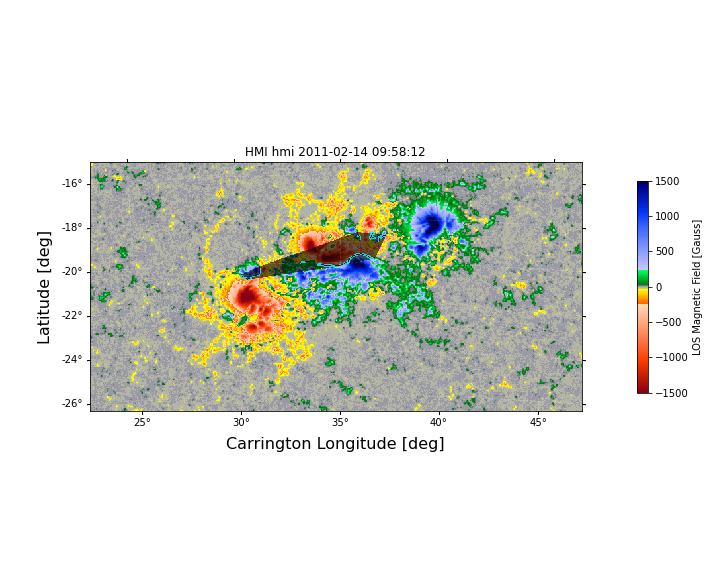 HMI hmi 2011-02-14 09:58:12
-16°
-18°
-20°
-22°
-24°
-26°
Latitude [deg]
25 30 35 40 45°
Carrington Longitude [deg]
1500
1000
500
0
−500
−1000
−1500
LOS Magnetic Field [Gauss]